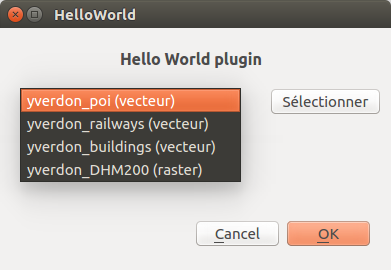 HelloWorld
Hello World plugin
yverdon_poi (vecteur)
Sélectionner
yverdon_railways (vecteur)
yverdon_buildings (vecteur)
yverdon_DHM200 (raster)
Cancel
OK